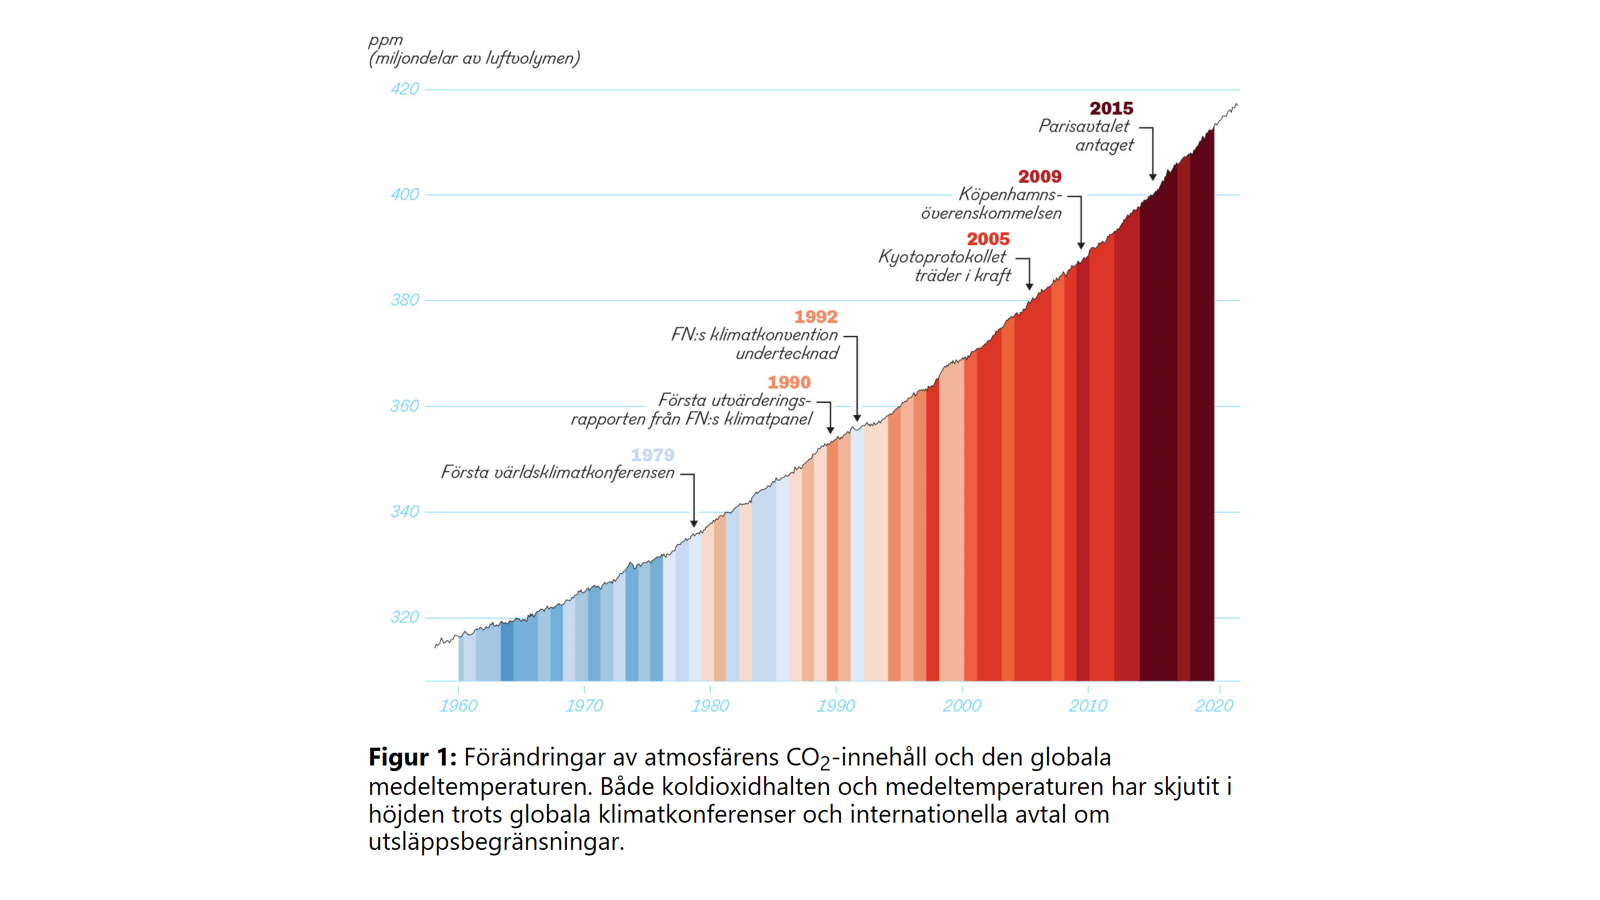 ppm
(miljondelar av luftvolymen)
420
2015
Parisavtalet
antaget
2009
400
Köpenhamns-
överenskommelsen
2005
Kyotoprotokollet
träder i kraft
380
1992
FN:s klimatkonvention
undertecknad
1990
Första utvärderings-
360
rapporten från FN:s klimatpanel
1979
Första världsklimatkonferensen
340
320
1960 1970 1980 1990 2000 2010 2020
Figur 1: Förändringar av atmosfärens CO₂-innehåll och den globala
medeltemperaturen. Både koldioxidhalten och medeltemperaturen har skjutit i
höjden trots globala klimatkonferenser och internationella avtal om
utsläppsbegränsningar.